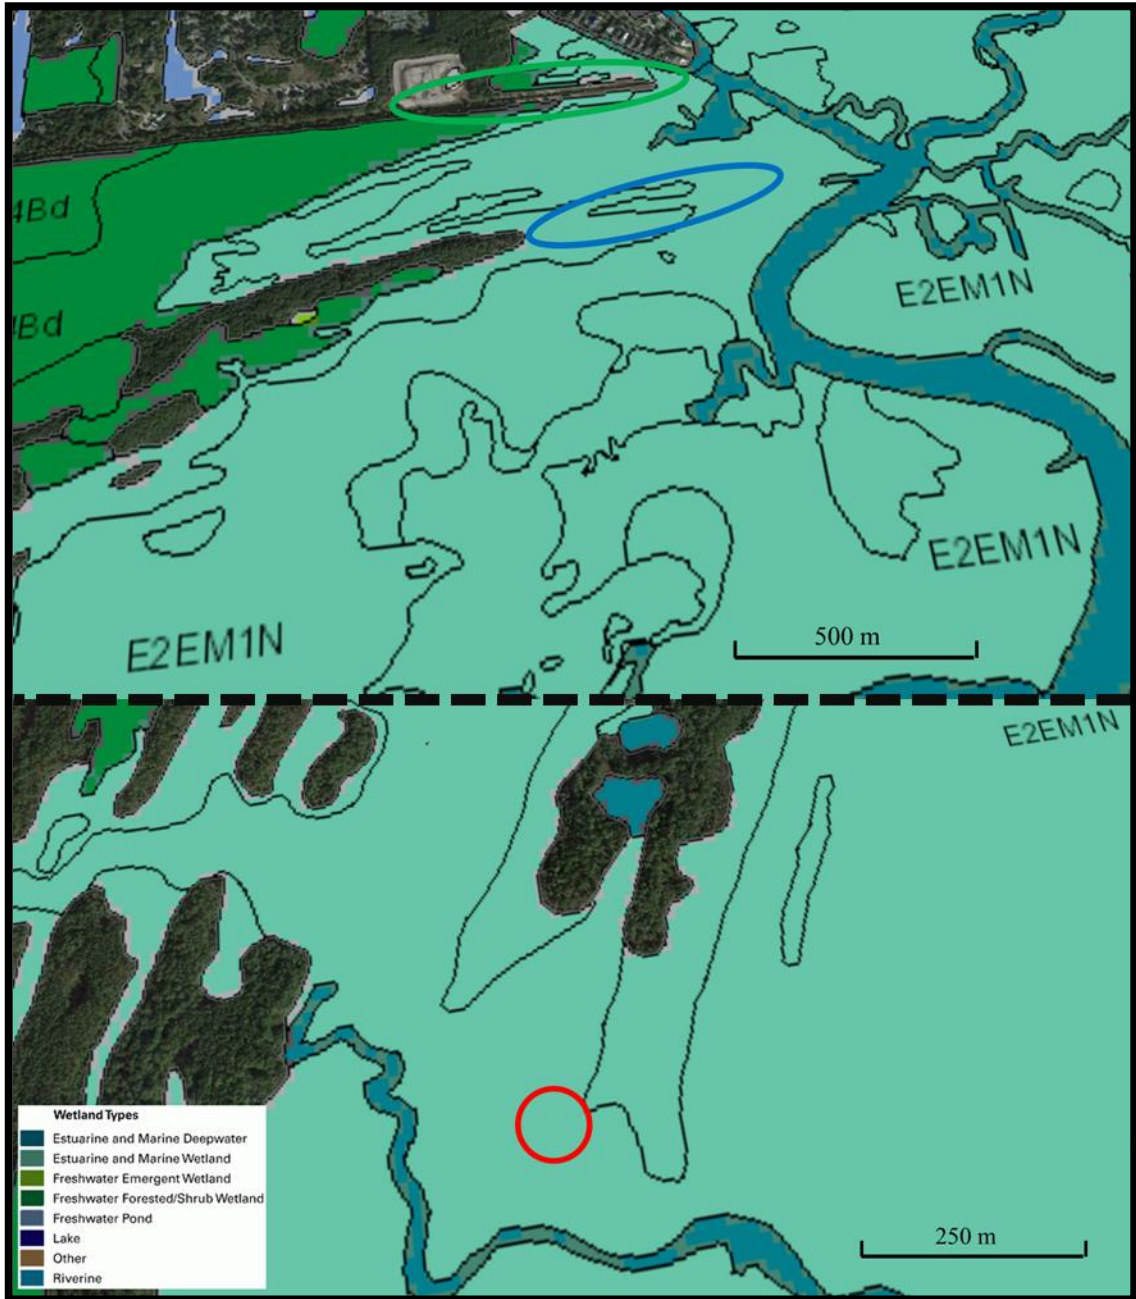 4Bd
4Bd
E2EM1N
E2EM1N
E2EM1N
500 m
E2EM1N
Wetland Types
Estuarine and Marine Deepwater
Estuarine and Marine Wetland
Freshwater Emergent Wetland
Freshwater Forested/Shrub Wetland
Freshwater Pond
Lake
Other
Riverine
250 m